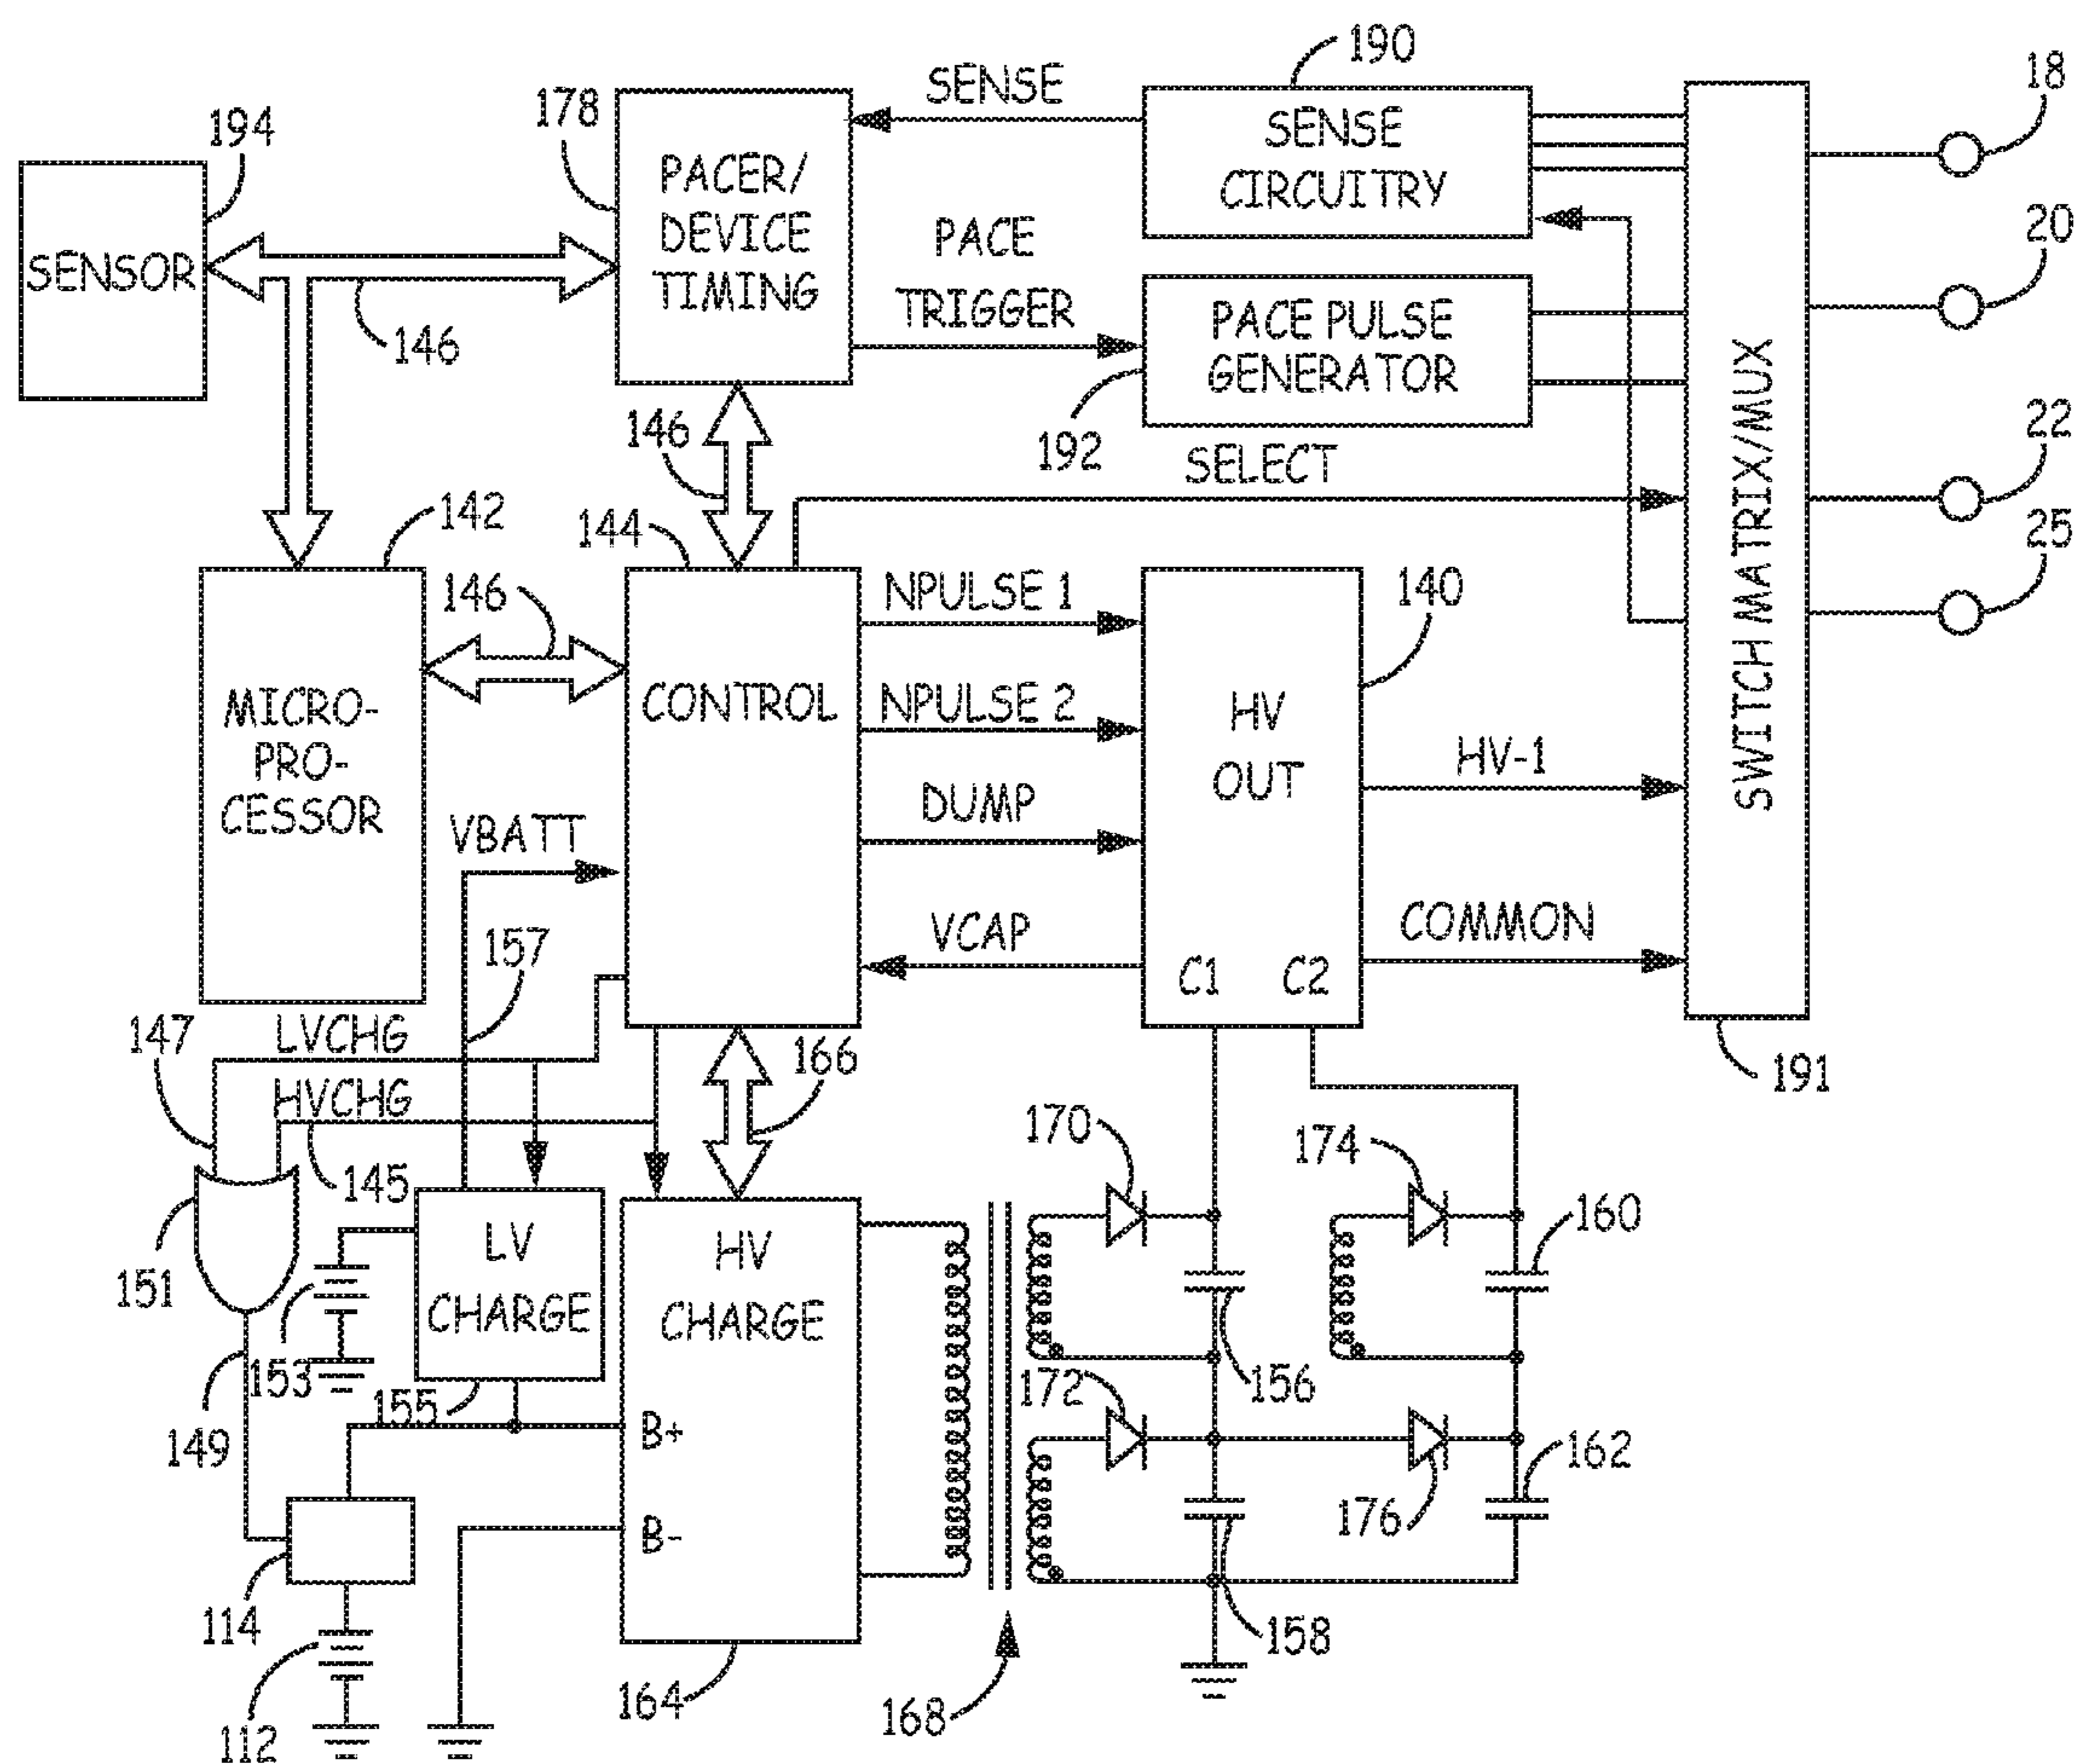 190
18
SENSE
178
194
SENSE
CIRCUITRY
PACER/
DEVICE
TIMING
20
PACE
TRIGGER
SENSOR
146
PACE PULSE
GENERATOR
SWITCH MATRIX/MUX
22
146
192
SELECT
142
144
25
146
NPULSE 1
140
MICRO-
PRO-
CESSOR
CONTROL
NPULSE 2
HV
OUT
HV-1
DUMP
VBATT
COMMON
VCAP
157
C1
C2
147
LVCHG
166
191
HVCHG
170
174
145
160
LV
CHARGE
HV
CHARGE
151
153
155
172
156
149
B+
162
B-
176
114
158
164
168
112